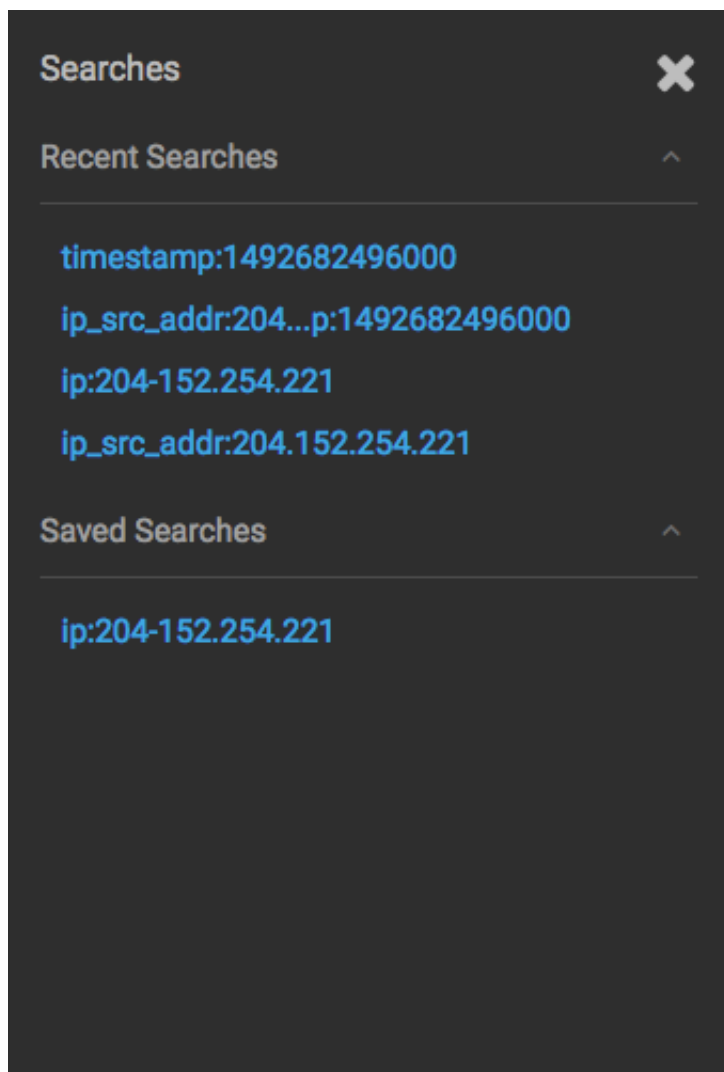 Searches
Recent Searches
timestamp:1492682496000
ip_src_addr:204...p:1492682496000
ip:204-152.254.221
ip_src_addr:204.152.254.221
Saved Searches
ip:204-152.254.221